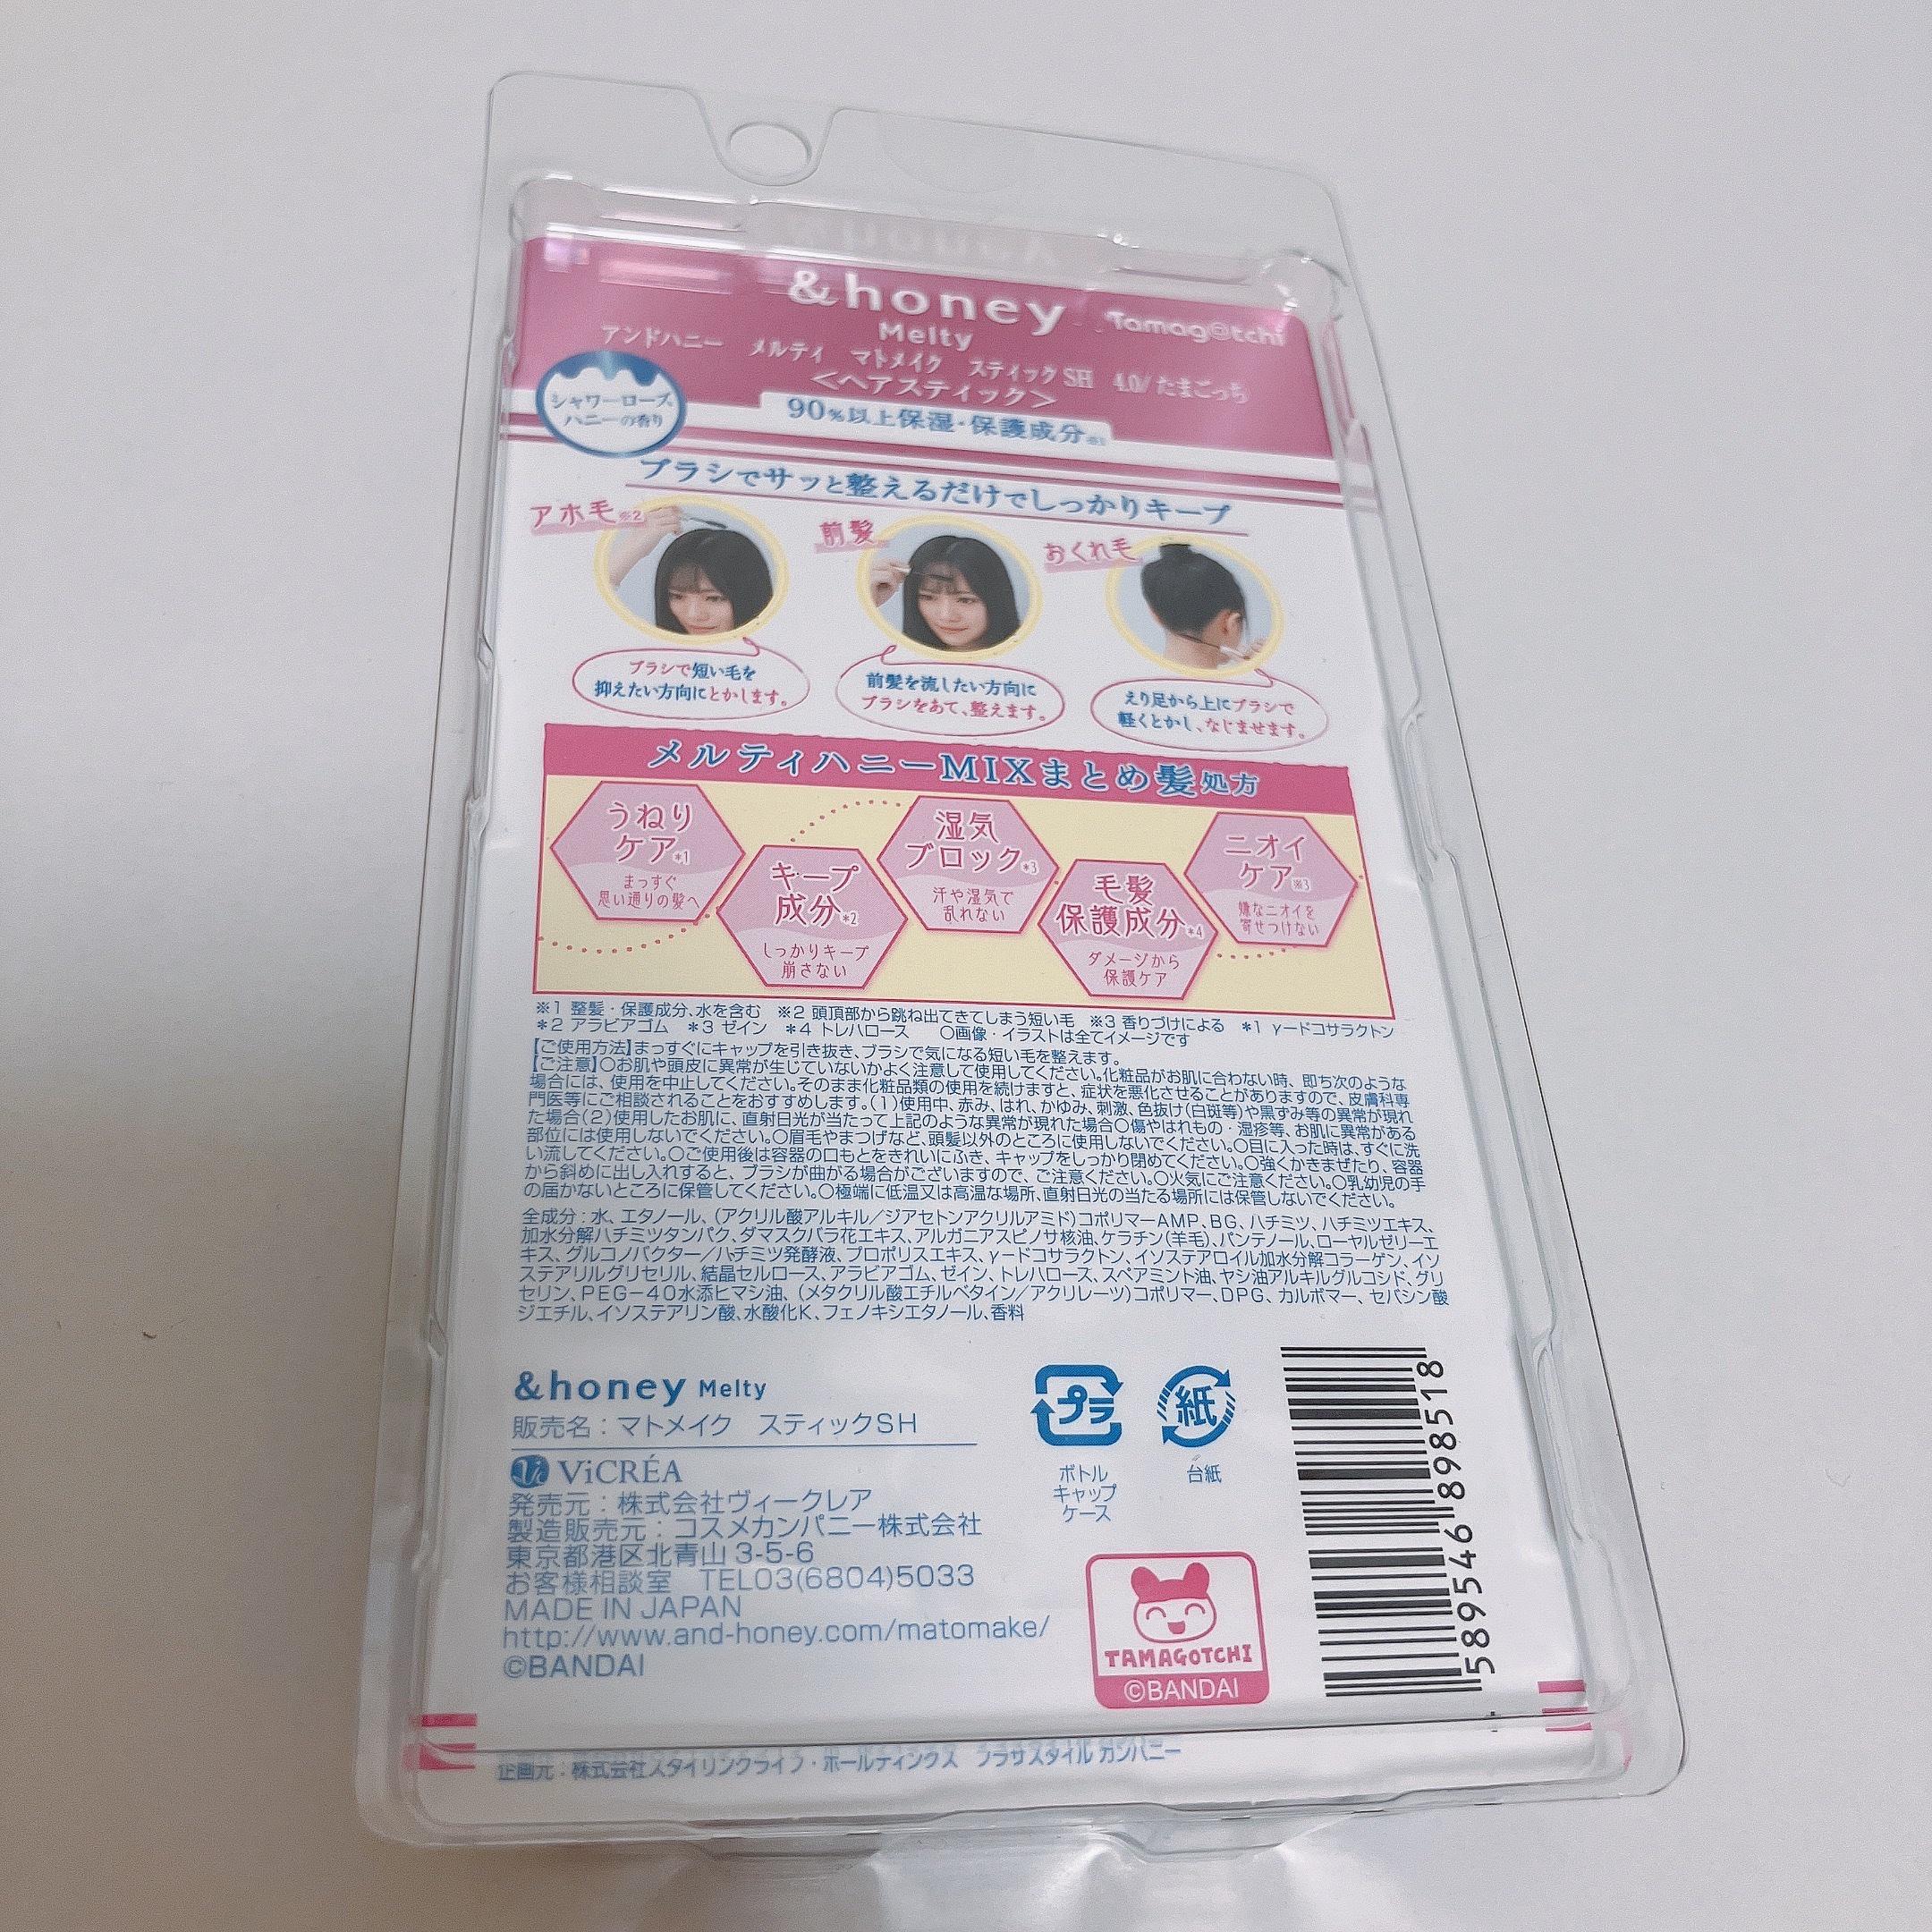 &honey
Melty
Tamag@tchi
アンドハニー メルティ マトメイク スティックSH 4.0/たまごっち
<ヘアスティック>
シャワーローズ
ハニーの香り
90%以上保湿・保護成分※1
ブラシでサッと整えるだけでしっかりキープ
アホ毛※2
前髪
おくれ毛
ブラシで短い毛を
抑えたい方向にとかします。
前髪を流したい方向に
ブラシをあて、整えます。
えり足から上にブラシで
軽くとかし、なじませます。
メルティハニーMIXまとめ髪処方
うねり
ケア*1
まっすぐ
思い通りの髪へ
キープ
成分*2
しっかりキープ
崩さない
湿気
ブロック*3
汗や湿気で
乱れない
毛髪
保護成分*4
ダメージから
保護ケア
ニオイ
ケア※3
嫌なニオイを
寄せつけない
※1 整髪・保護成分、水を含む ※2 頭頂部から跳ね出てきてしまう短い毛 ※3 香りづけによる *1 γードコサラクトン
*2 アラビアゴム *3 ゼイン *4 トレハロース ○画像・イラストは全てイメージです
【ご使用方法】まっすぐにキャップを引き抜き、ブラシで気になる短い毛を整えます。
【ご注意】○お肌や頭皮に異常が生じていないかよく注意して使用してください。化粧品がお肌に合わない時、即ち次のような
場合には、使用を中止してください。そのまま化粧品類の使用を続けますと、症状を悪化させることがありますので、皮膚科専
門医等にご相談されることをおすすめします。(1)使用中、赤み、はれ、かゆみ、刺激、色抜け(白斑等)や黒ずみ等の異常が現れ
た場合(2)使用したお肌に、直射日光が当たって上記のような異常が現れた場合○傷やはれもの・湿疹等、お肌に異常がある
部位には使用しないでください。○眉毛やまつげなど、頭髪以外のところに使用しないでください。○目に入った時は、すぐに洗
い流してください。○ご使用後は容器の口もとをきれいにふき、キャップをしっかり閉めてください。○強くかきまぜたり、容器
から斜めに出し入れすると、ブラシが曲がる場合がございますので、ご注意ください。○火気にご注意ください。○乳幼児の手
の届かないところに保管してください。○極端に低温又は高温な場所、直射日光の当たる場所には保管しないでください。
全成分:水、エタノール、(アクリル酸アルキル/ジアセトンアクリルアミド)コポリマーAMP、BG、ハチミツ、ハチミツエキス、
加水分解ハチミツタンパク、ダマスクバラ花エキス、アルガニアスピノサ核油、ケラチン(羊毛)、パンテノール、ローヤルゼリーエ
キス、グルコノバクター/ハチミツ発酵液、プロポリスエキス、γードコサラクトン、イソステアロイル加水分解コラーゲン、イソ
ステアリルグリセリル、結晶セルロース、アラビアゴム、ゼイン、トレハロース、スペアミント油、ヤシ油アルキルグルコシド、グリ
セリン、PEG-40水添ヒマシ油、(メタクリル酸エチルベタイン/アクリレーツ)コポリマー、DPG、カルボマー、セバシン酸
ジエチル、イソステアリン酸、水酸化K、フェノキシエタノール、香料
&honey Melty
販売名:マトメイク スティックSH
ViCRÉA
発売元:株式会社ヴィークレア
製造販売元:コスメカンパニー株式会社
東京都港区北青山3-5-6
お客様相談室 TEL03(6804)5033
MADE IN JAPAN
http://www.and-honey.com/matomake/
©BANDAI
プラ
ボトル
キャップ
ケース
紙
台紙
TAMAGOTCHI
©BANDAI
589546 898518
企画元:株式会社スタイリングライフ・ホールディングス プラザスタイル カンパニー